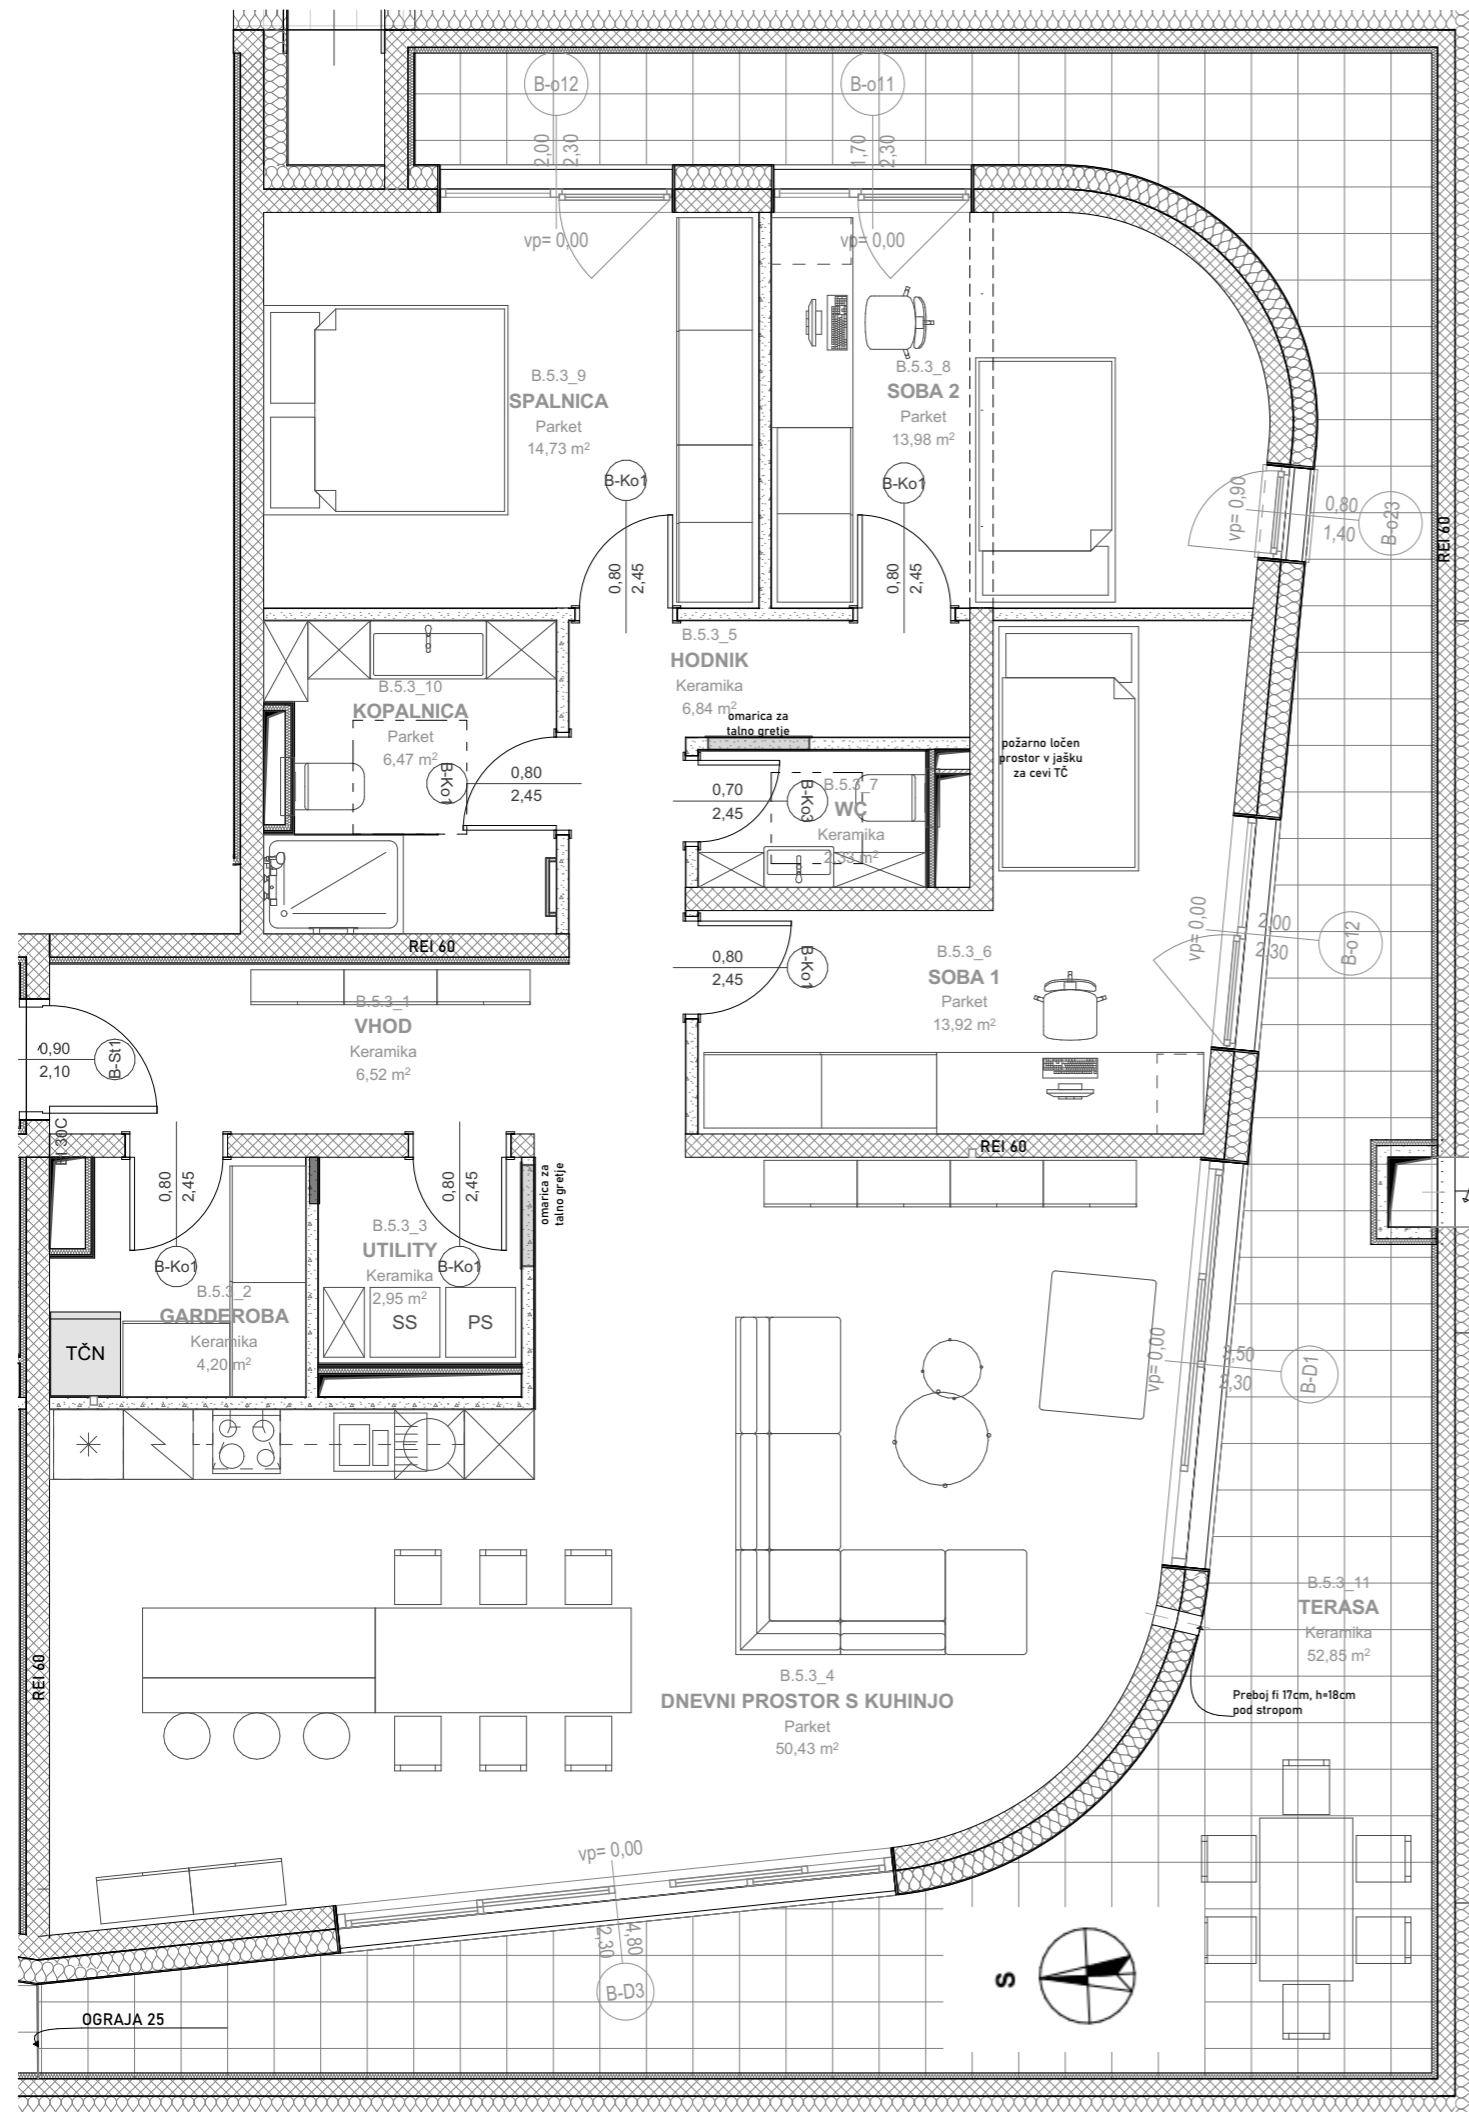 B-o12
B-o11
2,00
2,30
1,70
2,30
vp= 0,00
vp= 0,00
B.5.3_9
SPALNICA
Parket
14,73 m²
B.5.3_8
SOBA 2
Parket
13,98 m²
B-Ko1
B-Ko1
0,80
2,45
0,80
2,45
vp= 0,90
0,80
1,40
B-o23
REI 60
B.5.3_5
HODNIK
Keramika
6,84 m²
omarica za
talno gretje
B.5.3_10
KOPALNICA
Parket
6,47 m²
B-Ko1
0,80
2,45
požarno ločen
prostor v jašku
za cevi TČ
0,70
2,45
B-Ko3
B.5.3_7
WC
Keramika
2,33 m²
REI 60
vp= 0,00
2,00
2,30
B-o12
0,80
2,45
B-Ko1
B.5.3_6
SOBA 1
Parket
13,92 m²
B.5.3_1
VHOD
Keramika
6,52 m²
0,90
2,10
B-St1
30C
REI 60
0,80
2,45
0,80
2,45
omarica za
talno gretje
B-Ko1
B-Ko1
B.5.3_3
UTILITY
Keramika
2,95 m²
SS
PS
B.5.3_2
GARDEROBA
Keramika
4,20 m²
TČN
vp= 0,00
3,50
2,30
B-D1
B.5.3_11
TERASA
Keramika
52,85 m²
REI 60
B.5.3_4
DNEVNI PROSTOR S KUHINJO
Parket
50,43 m²
Preboj fi 17cm, h=18cm
pod stropom
vp= 0,00
4,80
2,30
B-D3
S
OGRAJA 25